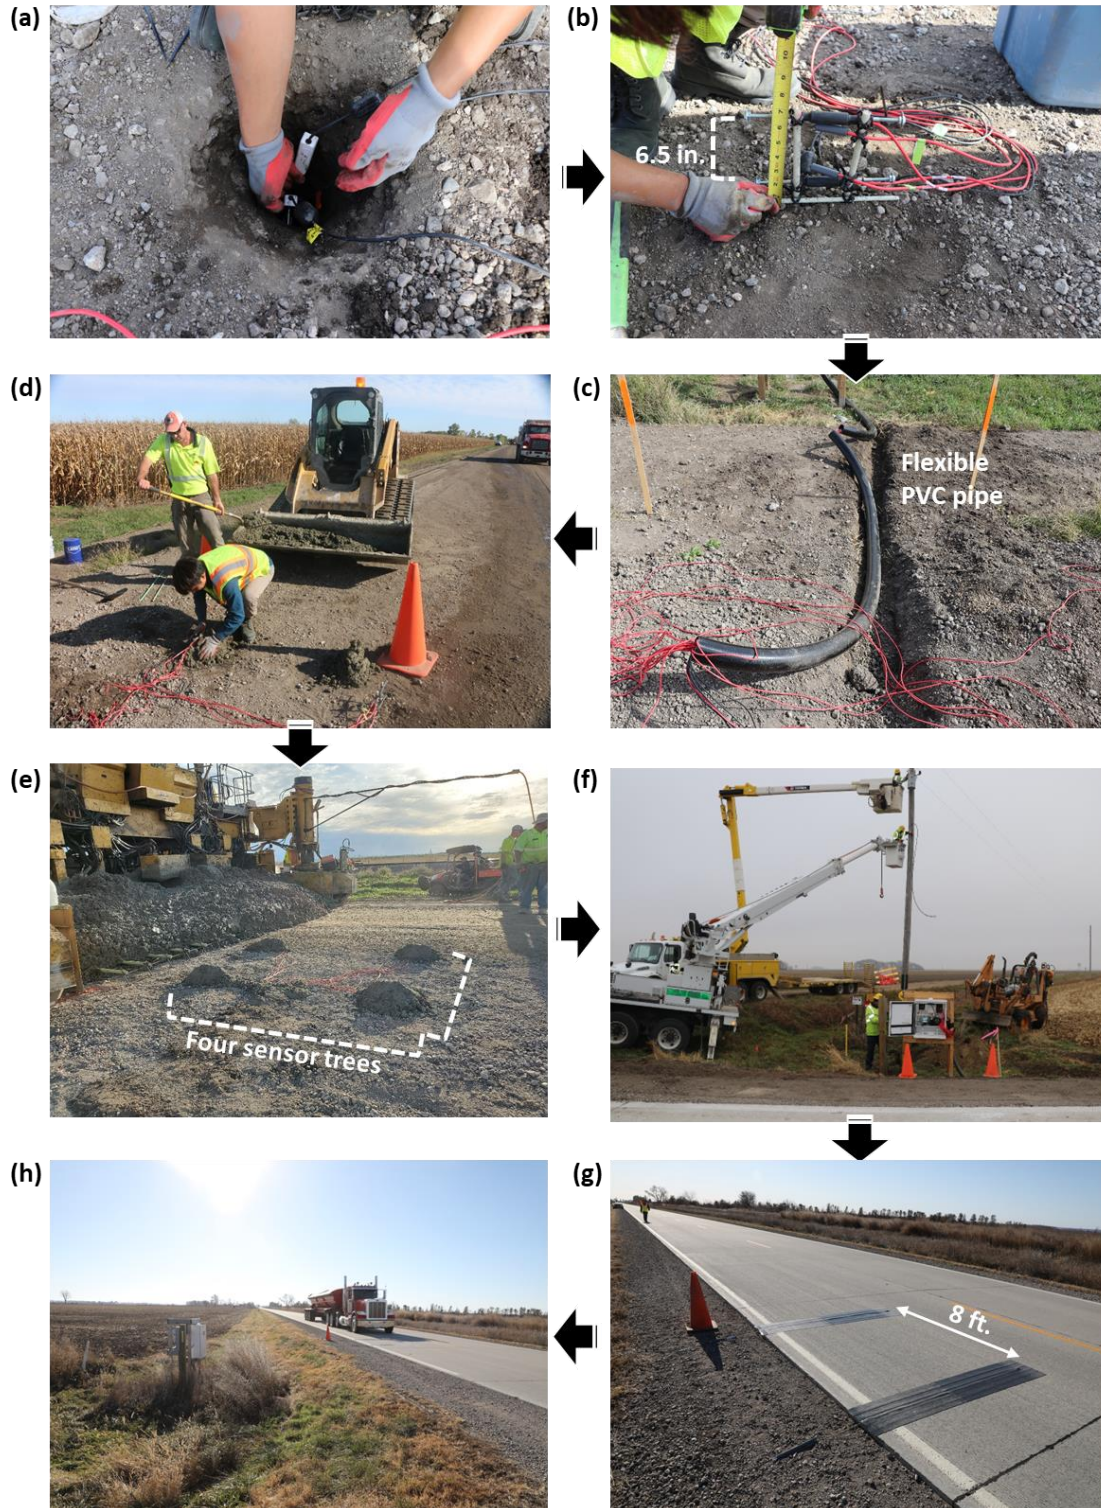 (a)
(b)
6.5 in.
(d)
(c)
Flexible
PVC pipe
(e)
Four sensor trees
(f)
(h)
(g)
8 ft.